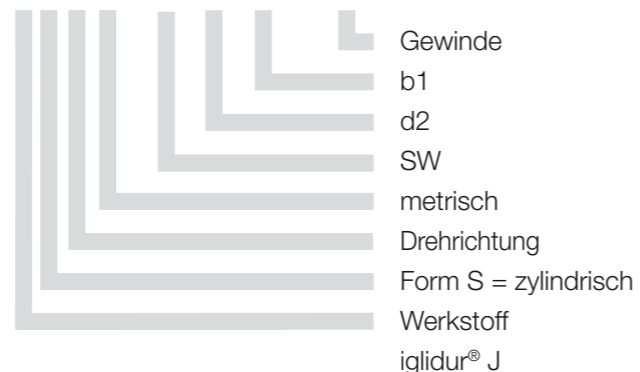 Gewinde
b1
d2
SW
metrisch
Drehrichtung
Form S = zylindrisch
Werkstoff
iglidur® J